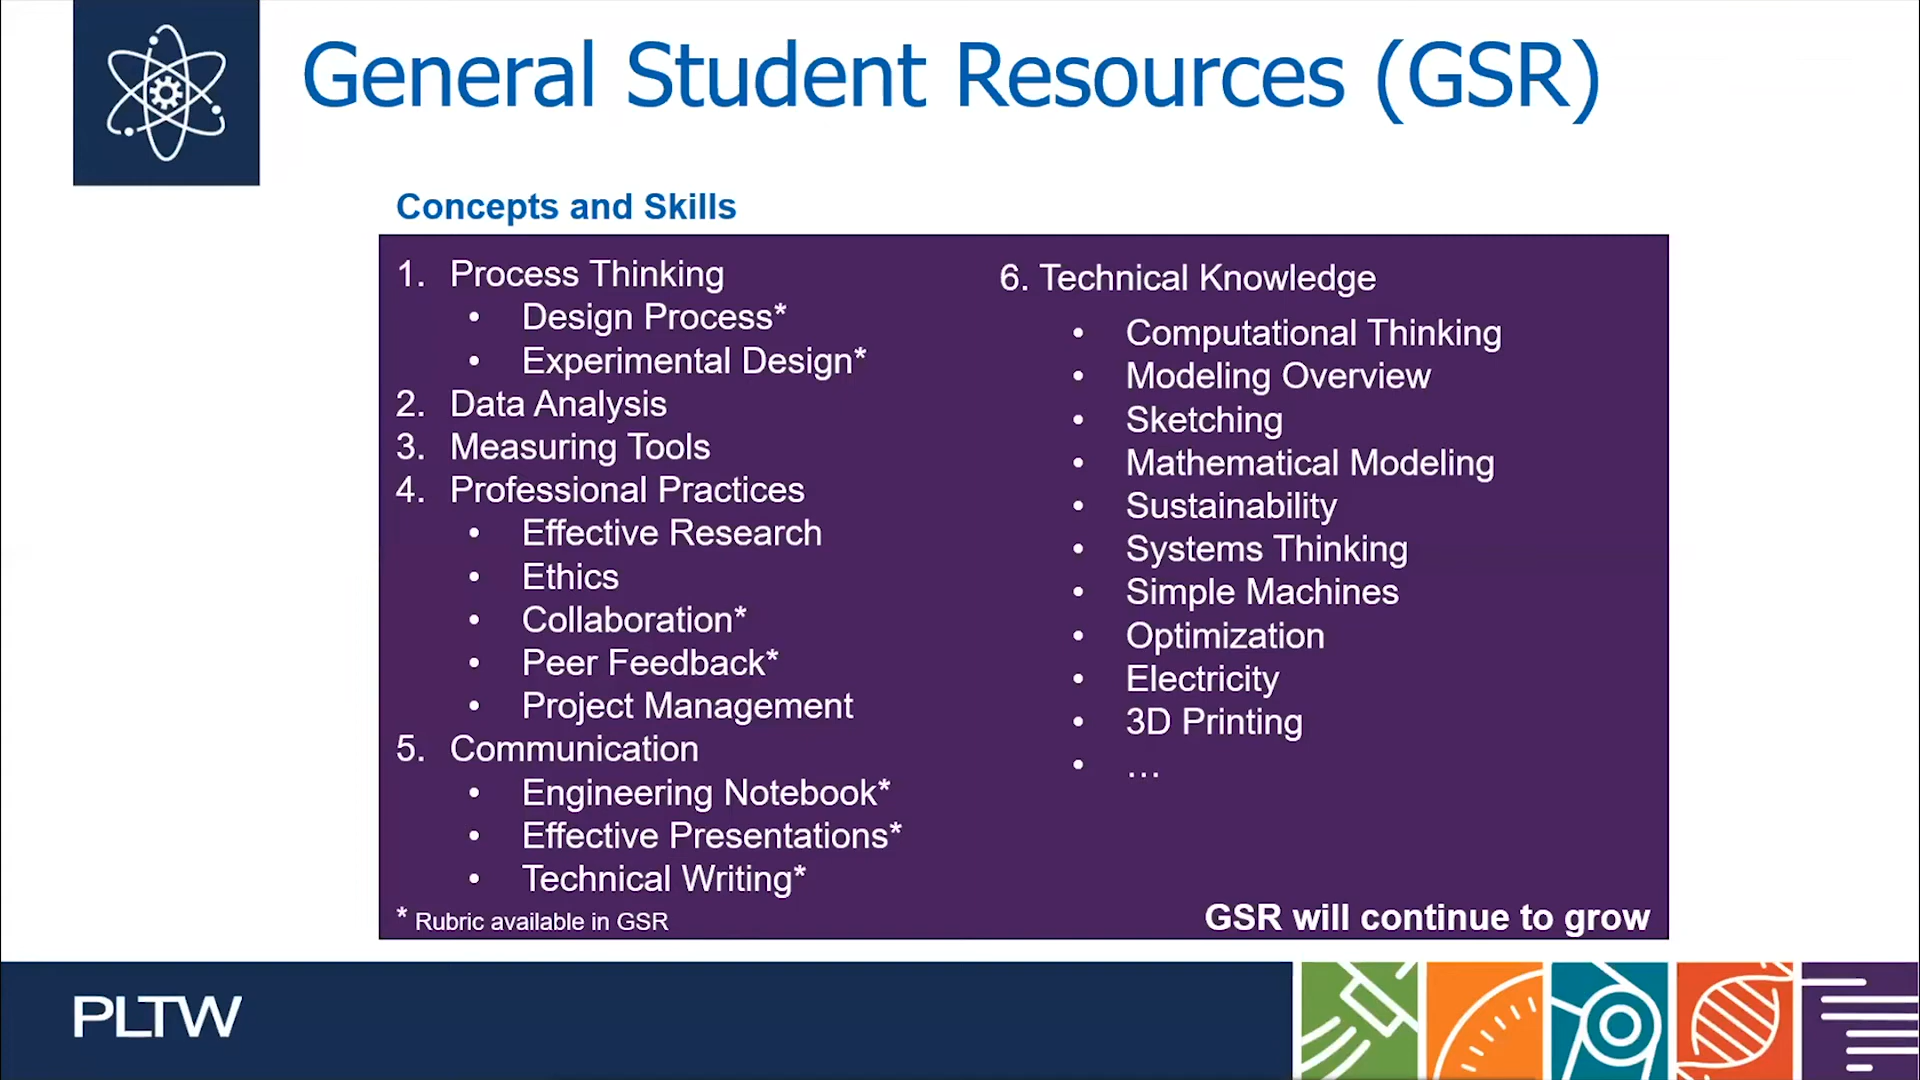 General Student Resources (GSR)
Concepts and Skills
1. Process Thinking
• Design Process*
• Experimental Design*
2. Data Analysis
3. Measuring Tools
4. Professional Practices
• Effective Research
• Ethics
• Collaboration*
• Peer Feedback*
• Project Management
5. Communication
• Engineering Notebook*
• Effective Presentations*
• Technical Writing*
* Rubric available in GSR
6. Technical Knowledge
• Computational Thinking
• Modeling Overview
• Sketching
• Mathematical Modeling
• Sustainability
• Systems Thinking
• Simple Machines
• Optimization
• Electricity
• 3D Printing
• …
GSR will continue to grow
PLTW